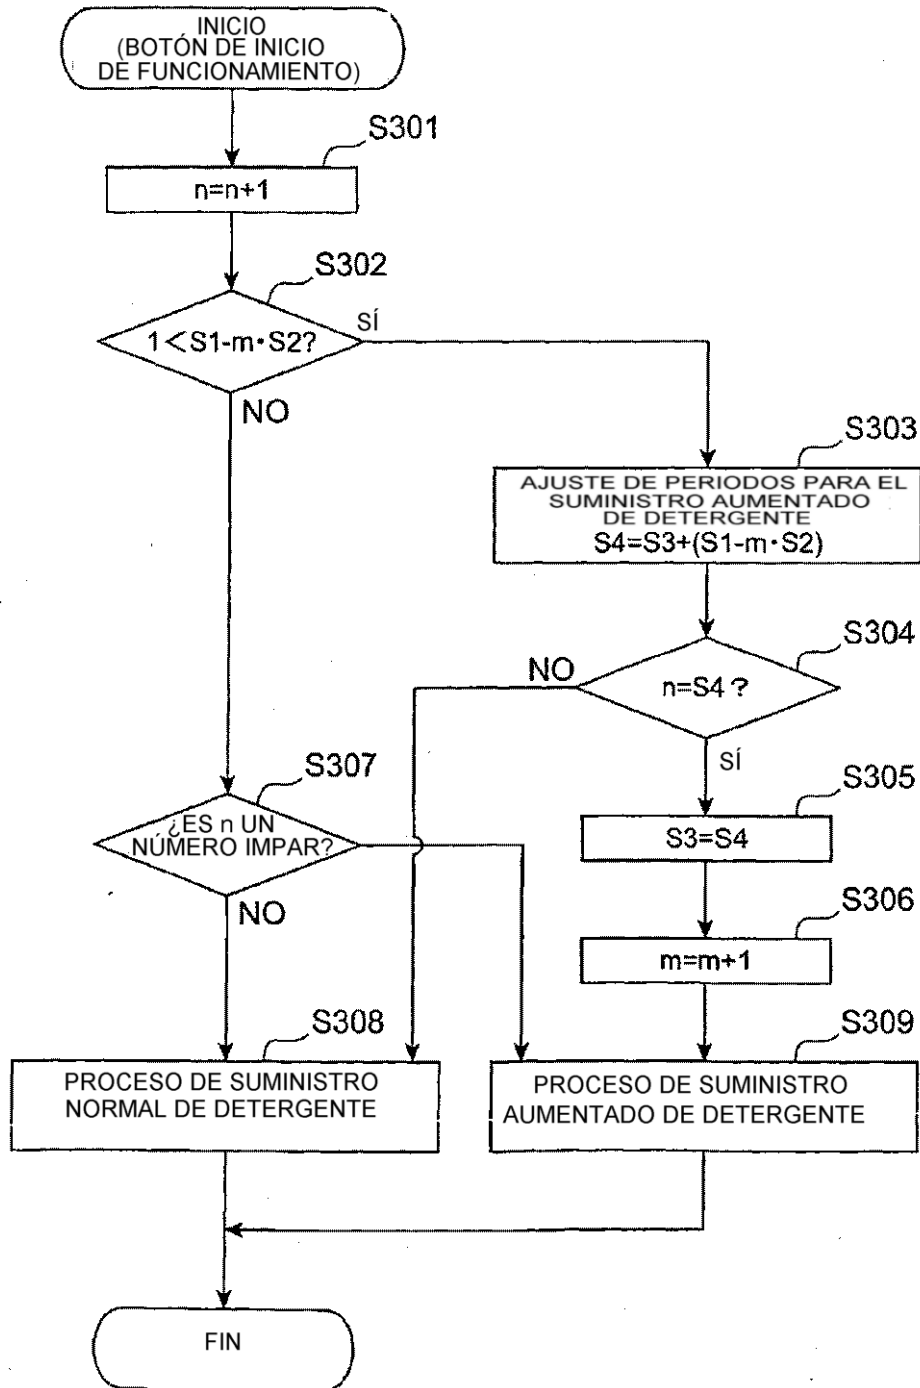 INICIO
(BOTÓN DE INICIO
DE FUNCIONAMIENTO)
S301
n=n+1
S302
1<S1-m·S2?
SÍ
NO
S303
AJUSTE DE PERIODOS PARA EL
SUMINISTRO AUMENTADO
DE DETERGENTE
S4=S3+(S1-m·S2)
S304
n=S4?
NO
SÍ
S305
S3=S4
S306
m=m+1
S307
¿ES n UN
NÚMERO IMPAR?
NO
S308
PROCESO DE SUMINISTRO
NORMAL DE DETERGENTE
S309
PROCESO DE SUMINISTRO
AUMENTADO DE DETERGENTE
FIN